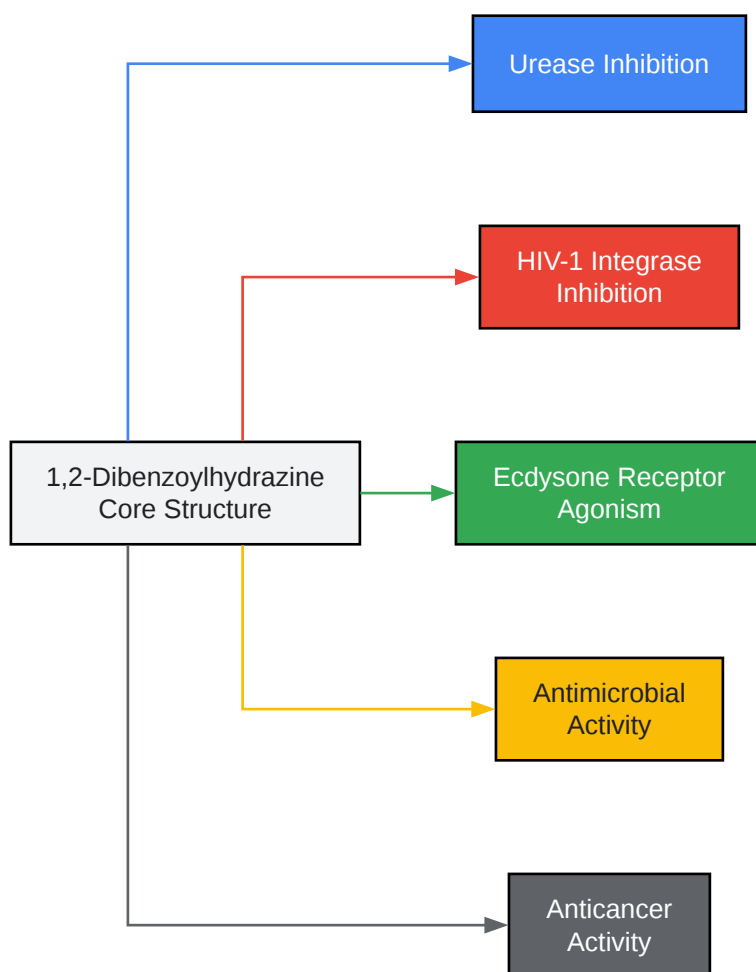 Urease Inhibition
HIV-1 Integrase
Inhibition
1,2-Dibenzoylhydrazine
Core Structure
Ecdysone Receptor
Agonism
Antimicrobial
Activity
Anticancer
Activity